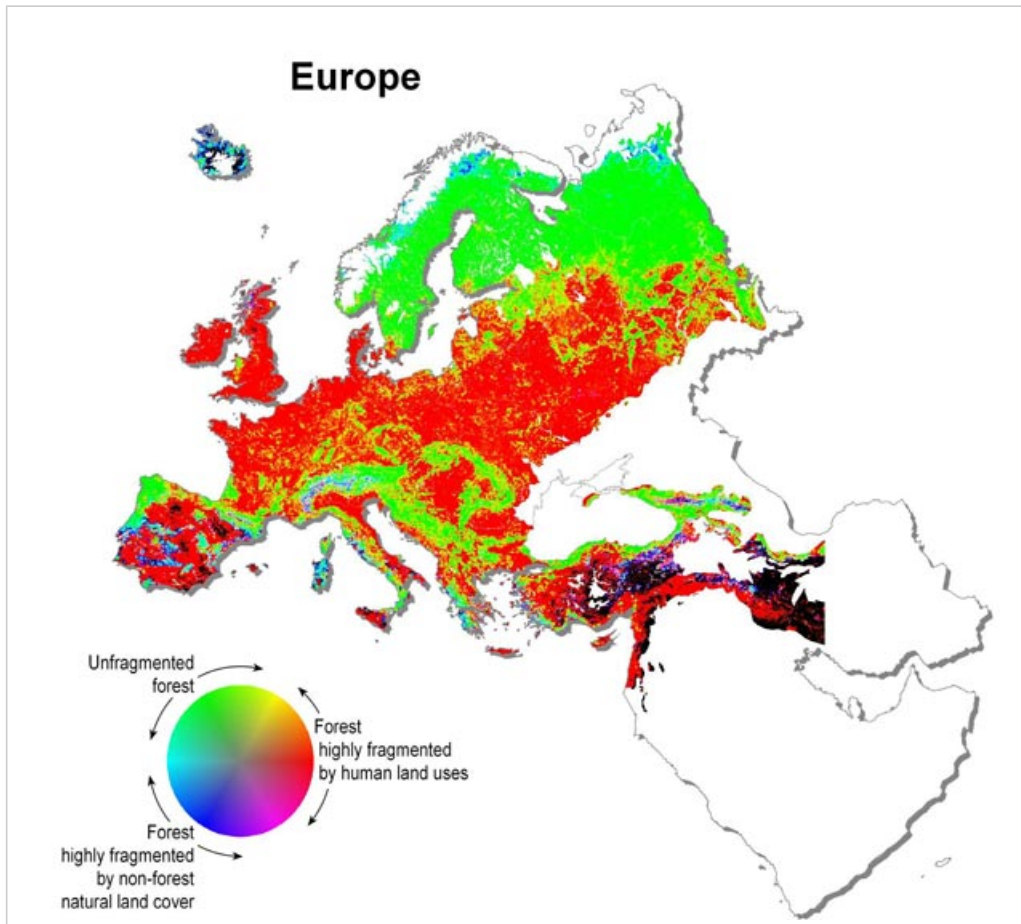 Europe
Unfragmented
forest
Forest
highly fragmented
by human land uses
Forest
highly fragmented
by non-forest
natural land cover